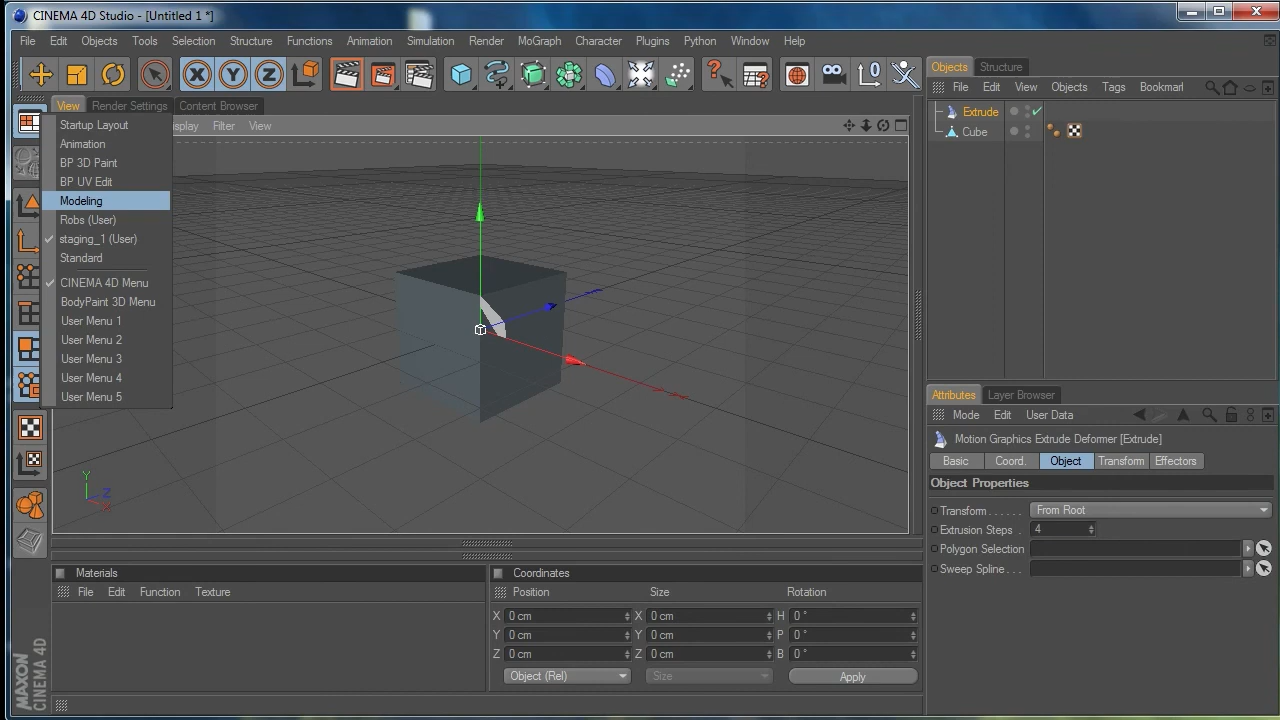 CINEMA 4D Studio - [Untitled 1 *]
File Edit Objects Tools Selection Structure Functions Animation Simulation Render MoGraph Character Plugins Python Window Help
View Render Settings Content Browser
Filter View
Startup Layout
Animation
BP 3D Paint
BP UV Edit
Modeling
Robs (User)
staging_1 (User)
Standard
CINEMA 4D Menu
BodyPaint 3D Menu
User Menu 1
User Menu 2
User Menu 3
User Menu 4
User Menu 5
Y
Z
X
Objects Structure
File Edit View Objects Tags Bookmarl
Extrude
Cube
Attributes Layer Browser
Mode Edit User Data
Motion Graphics Extrude Deformer [Extrude]
Basic Coord. Object Transform Effectors
Object Properties
Transform . . . . . . From Root
Extrusion Steps . 4
Polygon Selection
Sweep Spline . . .
Materials
File Edit Function Texture
Coordinates
Position Size Rotation
X 0 cm X 0 cm H 0 °
Y 0 cm Y 0 cm P 0 °
Z 0 cm Z 0 cm B 0 °
Object (Rel) Size Apply
MAXON
CINEMA 4D